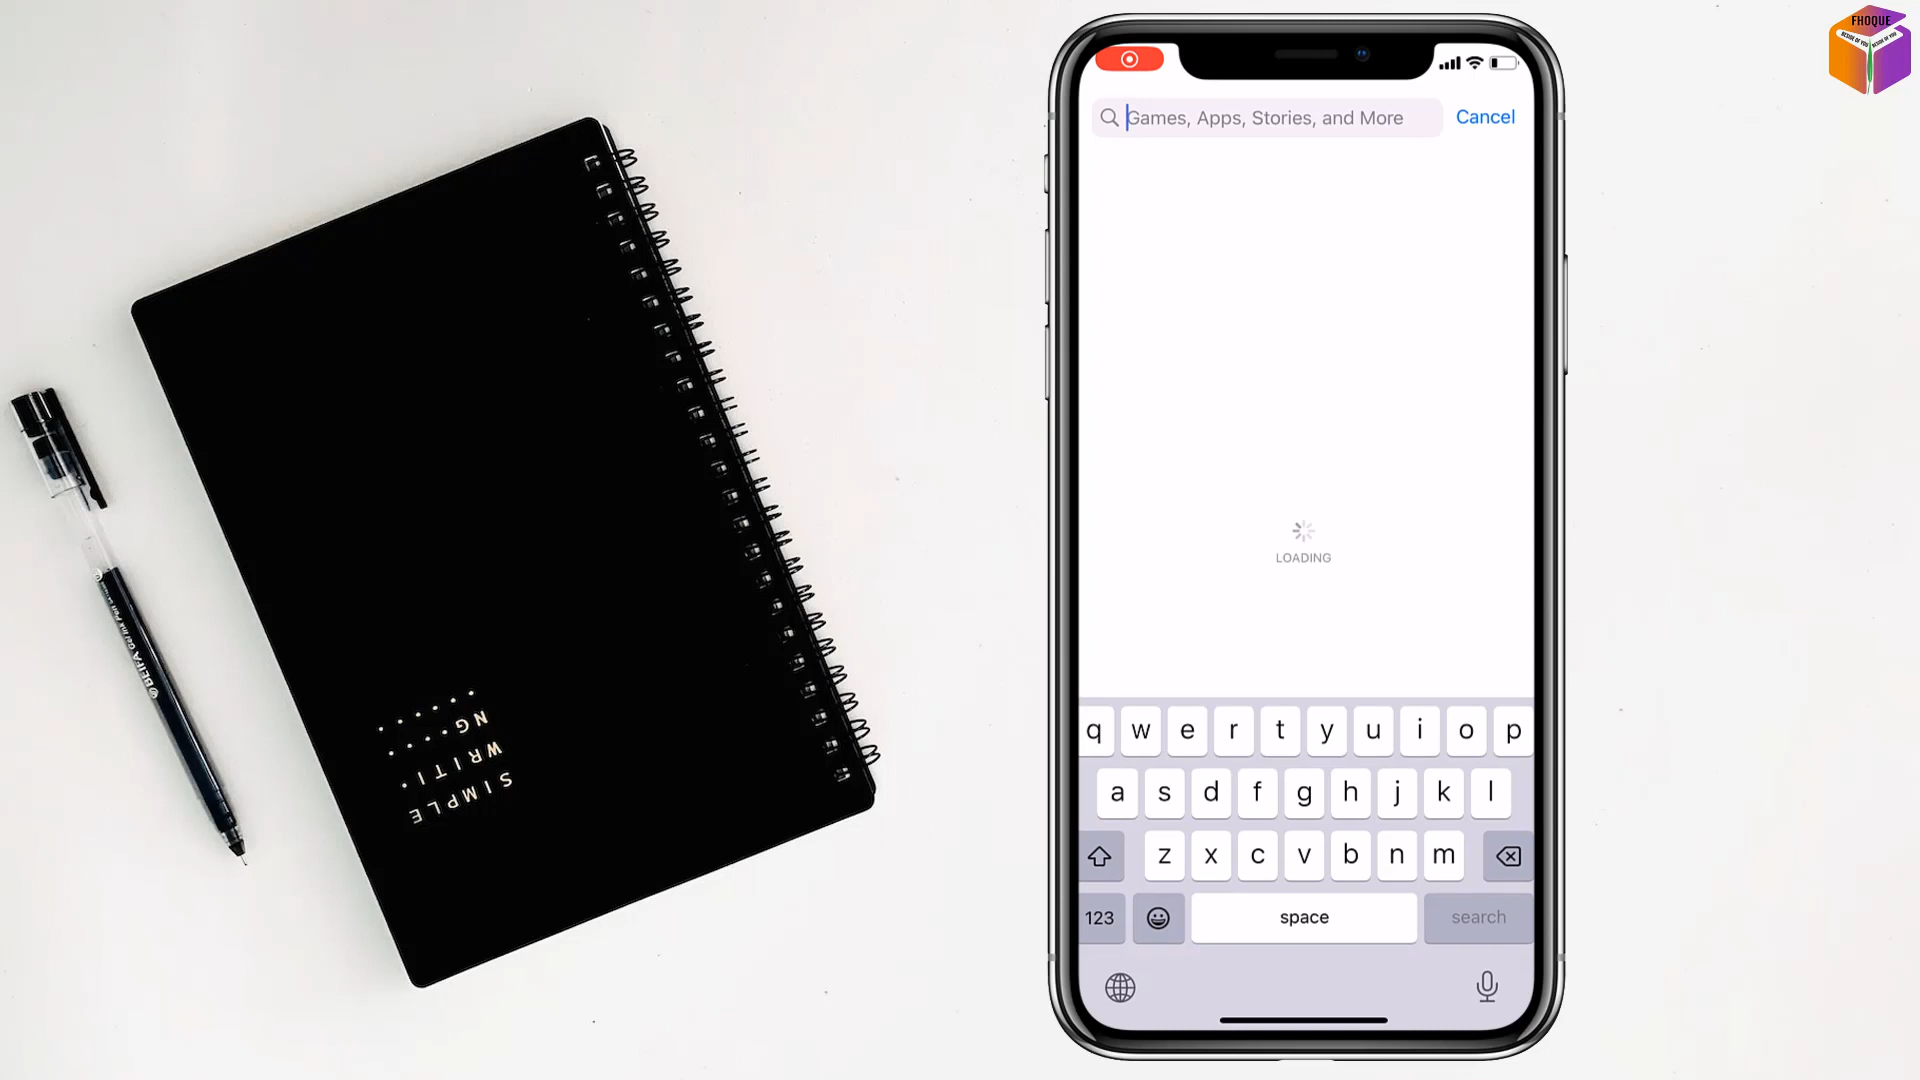 FHOQUE
Games, Apps, Stories, and More
Cancel
LOADING
q w e r t y u i o p
a s d f g h j k l
z x c v b n m
123
space
search
SIMPLE
WRITI
NG